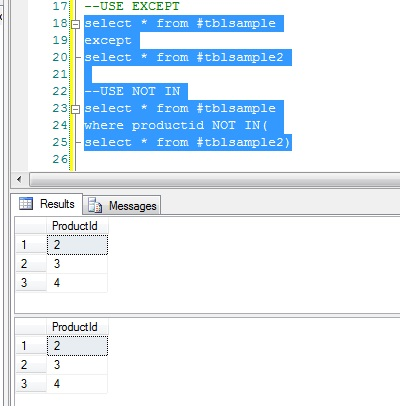 17 --USE EXCEPT
18 select * from #tblsample
19 except
20 select * from #tblsample2
21
22 --USE NOT IN
23 select * from #tblsample
24 where productid NOT IN(
25 select * from #tblsample2)
26
Results Messages
ProductId
1 2
2 3
3 4
ProductId
1 2
2 3
3 4